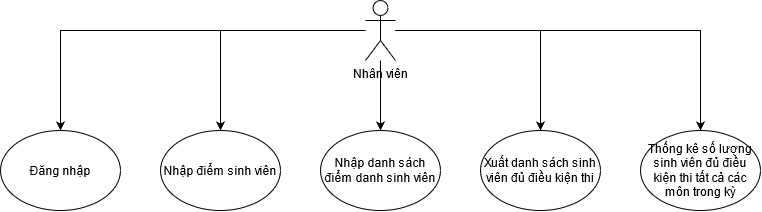 Nhân viên
Đăng nhập
Nhập điểm sinh viên
Nhập danh sách
điểm danh sinh viên
Xuất danh sách sinh
viên đủ điều kiện thi
Thống kê số lượng
sinh viên đủ điều
kiện thi tất cả các
môn trong kỳ